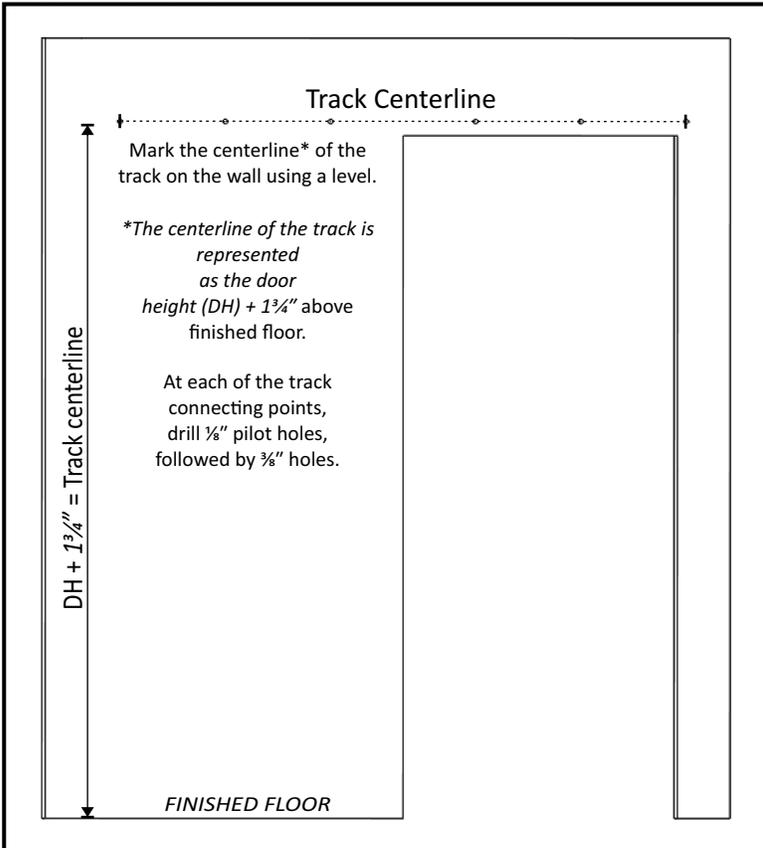 Track Centerline
Mark the centerline* of the
track on the wall using a level.
*The centerline of the track is
represented
as the door
height (DH) + 1¾” above
finished floor.
At each of the track
connecting points,
drill ⅛” pilot holes,
followed by ⅜” holes.
DH + 1¾” = Track centerline
FINISHED FLOOR